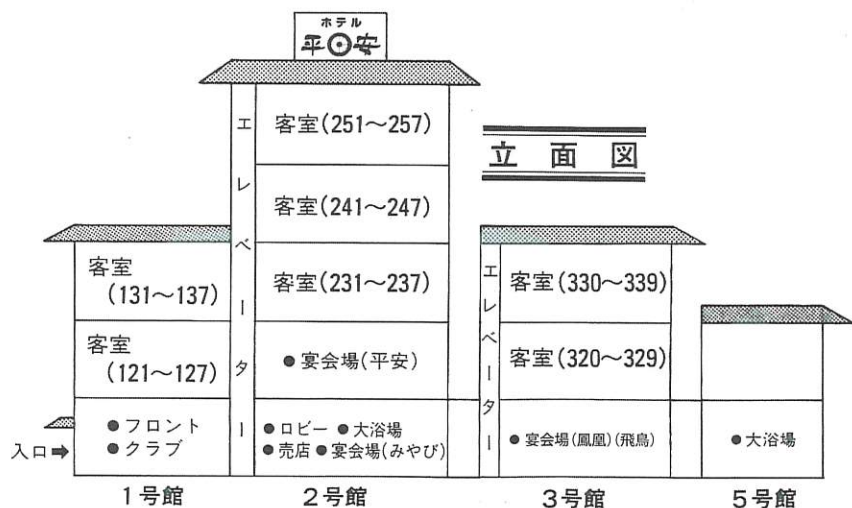 ホテル
平安
立面図
エレベーター
客室(251～257)
客室(241～247)
客室(231～237)
●宴会場(平安)
●ロビー ●大浴場
●売店 ●宴会場(みやび)
客室
(131～137)
客室
(121～127)
●フロント
●クラブ
入口➡
エレベーター
客室(330～339)
客室(320～329)
●宴会場(鳳凰)(飛鳥)
●大浴場
1号館
2号館
3号館
5号館